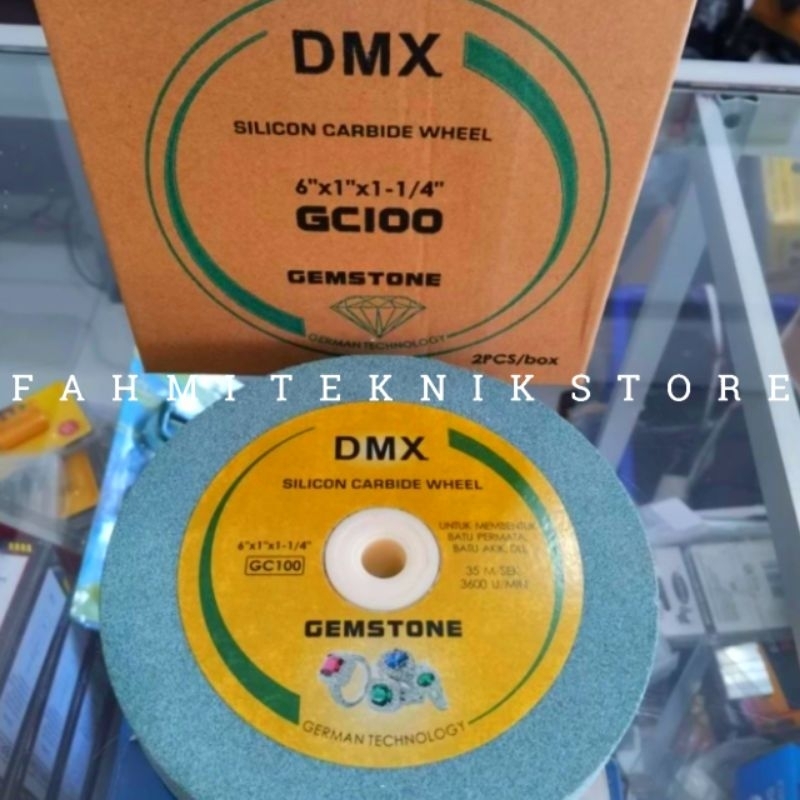 DMX
SILICON CARBIDE WHEEL
6"x1"x1-1/4"
GC100
GEMSTONE
GERMAN TECHNOLOGY
2PCS/box
FAHMI TEKNIK STORE
DMX
SILICON CARBIDE WHEEL
6"x1"x1-1/4"
GC100
UNTUK MEMBENTUK
BATU PERMATA,
BATU AKIK, DLL
35 M/SEK
3600 U/MIN
GEMSTONE
GERMAN TECHNOLOGY